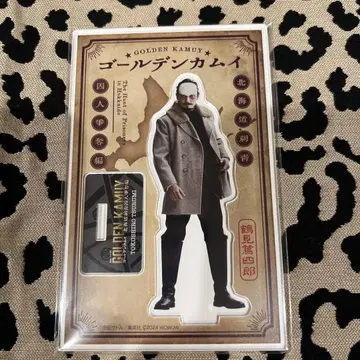 GOLDEN KAMUY
ゴールデンカムイ
The Hunt of Prisoners
in Hokkaido
北海道刺青
囚人争奪編
GOLDEN KAMUY
TOKUSHIRO TSURUMI
鶴見篤四郎